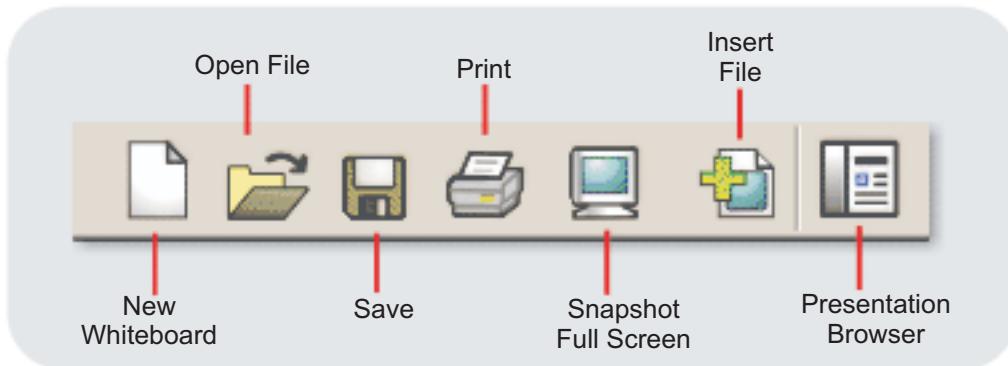 Open File
Print
Insert
File
New
Whiteboard
Save
Snapshot
Full Screen
Presentation
Browser